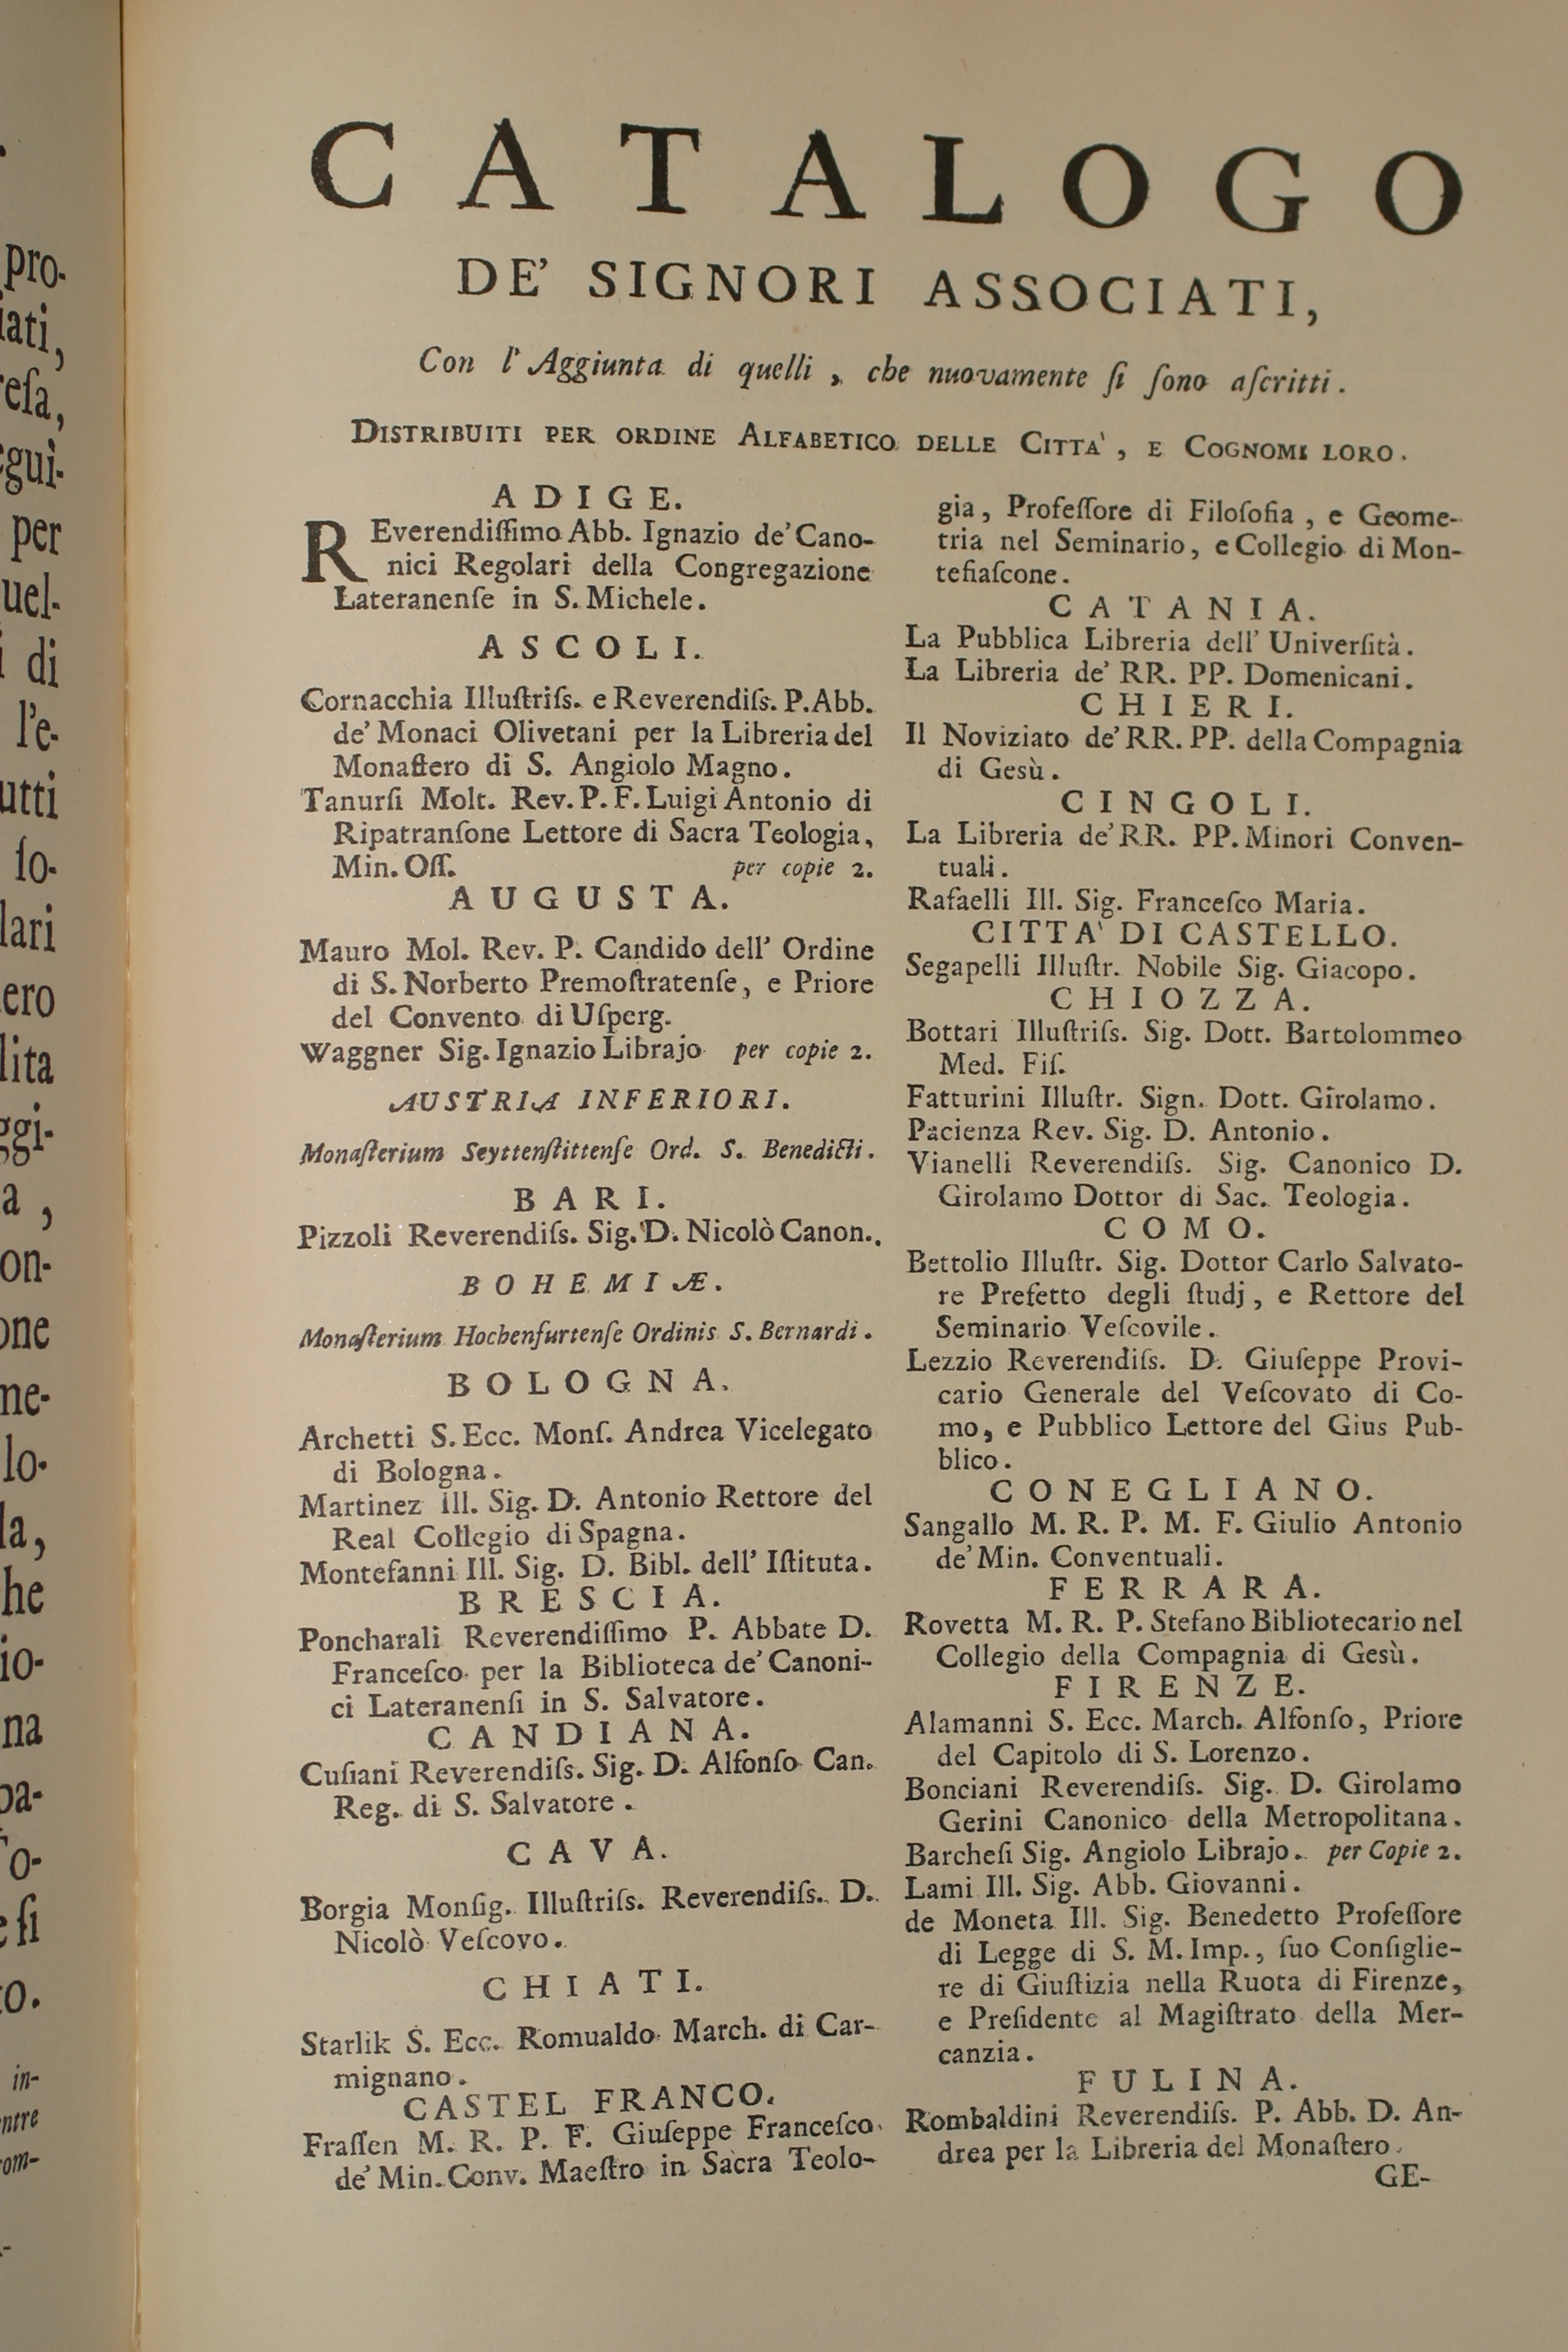 CATALOGO
DE' SIGNORI ASSOCIATI,
Con l'Aggiunta di quelli, che nuovamente ſi ſono aſcritti.
DISTRIBUITI PER ORDINE ALFABETICO DELLE CITTA', E COGNOMI LORO.
ADIGE.
REverendiſſimo Abb. Ignazio de' Cano-
nici Regolari della Congregazione
Lateranenſe in S. Michele.
ASCOLI.
Cornacchia Illuſtriſs. e Reverendiſs. P. Abb.
de' Monaci Olivetani per la Libreria del
Monaſtero di S. Angiolo Magno.
Tanurſi Molt. Rev. P. F. Luigi Antonio di
Ripatranſone Lettore di Sacra Teologia,
Min. Oſſ. per copie 2.
AUGUSTA.
Mauro Mol. Rev. P. Candido dell' Ordine
di S. Norberto Premoſtratenſe, e Priore
del Convento di Uſperg.
Waggner Sig. Ignazio Librajo per copie 2.
AUSTRIA INFERIORI.
Monaſterium Seyttenſtittenſe Ord. S. Benedicti.
BARI.
Pizzoli Reverendiſs. Sig. D. Nicolò Canon.
BOHEMIÆ.
Monaſterium Hochenfurtenſe Ordinis S. Bernardi.
BOLOGNA.
Archetti S. Ecc. Monſ. Andrea Vicelegato
di Bologna.
Martinez Ill. Sig. D. Antonio Rettore del
Real Collegio di Spagna.
Montefanni Ill. Sig. D. Bibl. dell' Iſtituta.
BRESCIA.
Poncharali Reverendiſſimo P. Abbate D.
Franceſco per la Biblioteca de' Canoni-
ci Lateranenſi in S. Salvatore.
CANDIANA.
Cuſiani Reverendiſs. Sig. D. Alfonſo Can.
Reg. di S. Salvatore.
CAVA.
Borgia Monſig. Illuſtriſs. Reverendiſs. D.
Nicolò Veſcovo.
CHIATI.
Starlik S. Ecc. Romualdo March. di Car-
mignano.
CASTEL FRANCO.
Fraſſen M. R. P. F. Giuſeppe Franceſco
de' Min. Conv. Maeſtro in Sacra Teolo-
gia, Profeſſore di Filoſofia, e Geome-
tria nel Seminario, e Collegio di Mon-
tefiaſcone.
CATANIA.
La Pubblica Libreria dell' Univerſità.
La Libreria de' RR. PP. Domenicani.
CHIERI.
Il Noviziato de' RR. PP. della Compagnia
di Gesù.
CINGOLI.
La Libreria de' RR. PP. Minori Conven-
tuali.
Rafaelli Ill. Sig. Franceſco Maria.
CITTA' DI CASTELLO.
Segapelli Illuſtr. Nobile Sig. Giacopo.
CHIOZZA.
Bottari Illuſtriſs. Sig. Dott. Bartolommeo
Med. Fiſ.
Fatturini Illuſtr. Sign. Dott. Girolamo.
Pacienza Rev. Sig. D. Antonio.
Vianelli Reverendiſs. Sig. Canonico D.
Girolamo Dottor di Sac. Teologia.
COMO.
Bettolio Illuſtr. Sig. Dottor Carlo Salvato-
re Prefetto degli ſtudj, e Rettore del
Seminario Veſcovile.
Lezzio Reverendiſs. D. Giuſeppe Provi-
cario Generale del Veſcovato di Co-
mo, e Pubblico Lettore del Gius Pub-
blico.
CONEGLIANO.
Sangallo M. R. P. M. F. Giulio Antonio
de' Min. Conventuali.
FERRARA.
Rovetta M. R. P. Stefano Bibliotecario nel
Collegio della Compagnia di Gesù.
FIRENZE.
Alamanni S. Ecc. March. Alfonſo, Priore
del Capitolo di S. Lorenzo.
Bonciani Reverendiſs. Sig. D. Girolamo
Gerini Canonico della Metropolitana.
Barcheſi Sig. Angiolo Librajo. per Copie 2.
Lami Ill. Sig. Abb. Giovanni.
de Moneta Ill. Sig. Benedetto Profeſſore
di Legge di S. M. Imp., ſuo Conſiglie-
re di Giuſtizia nella Ruota di Firenze,
e Preſidente al Magiſtrato della Mer-
canzia.
FULINA.
Rombaldini Reverendiſs. P. Abb. D. An-
drea per la Libreria del Monaſtero.
GE-